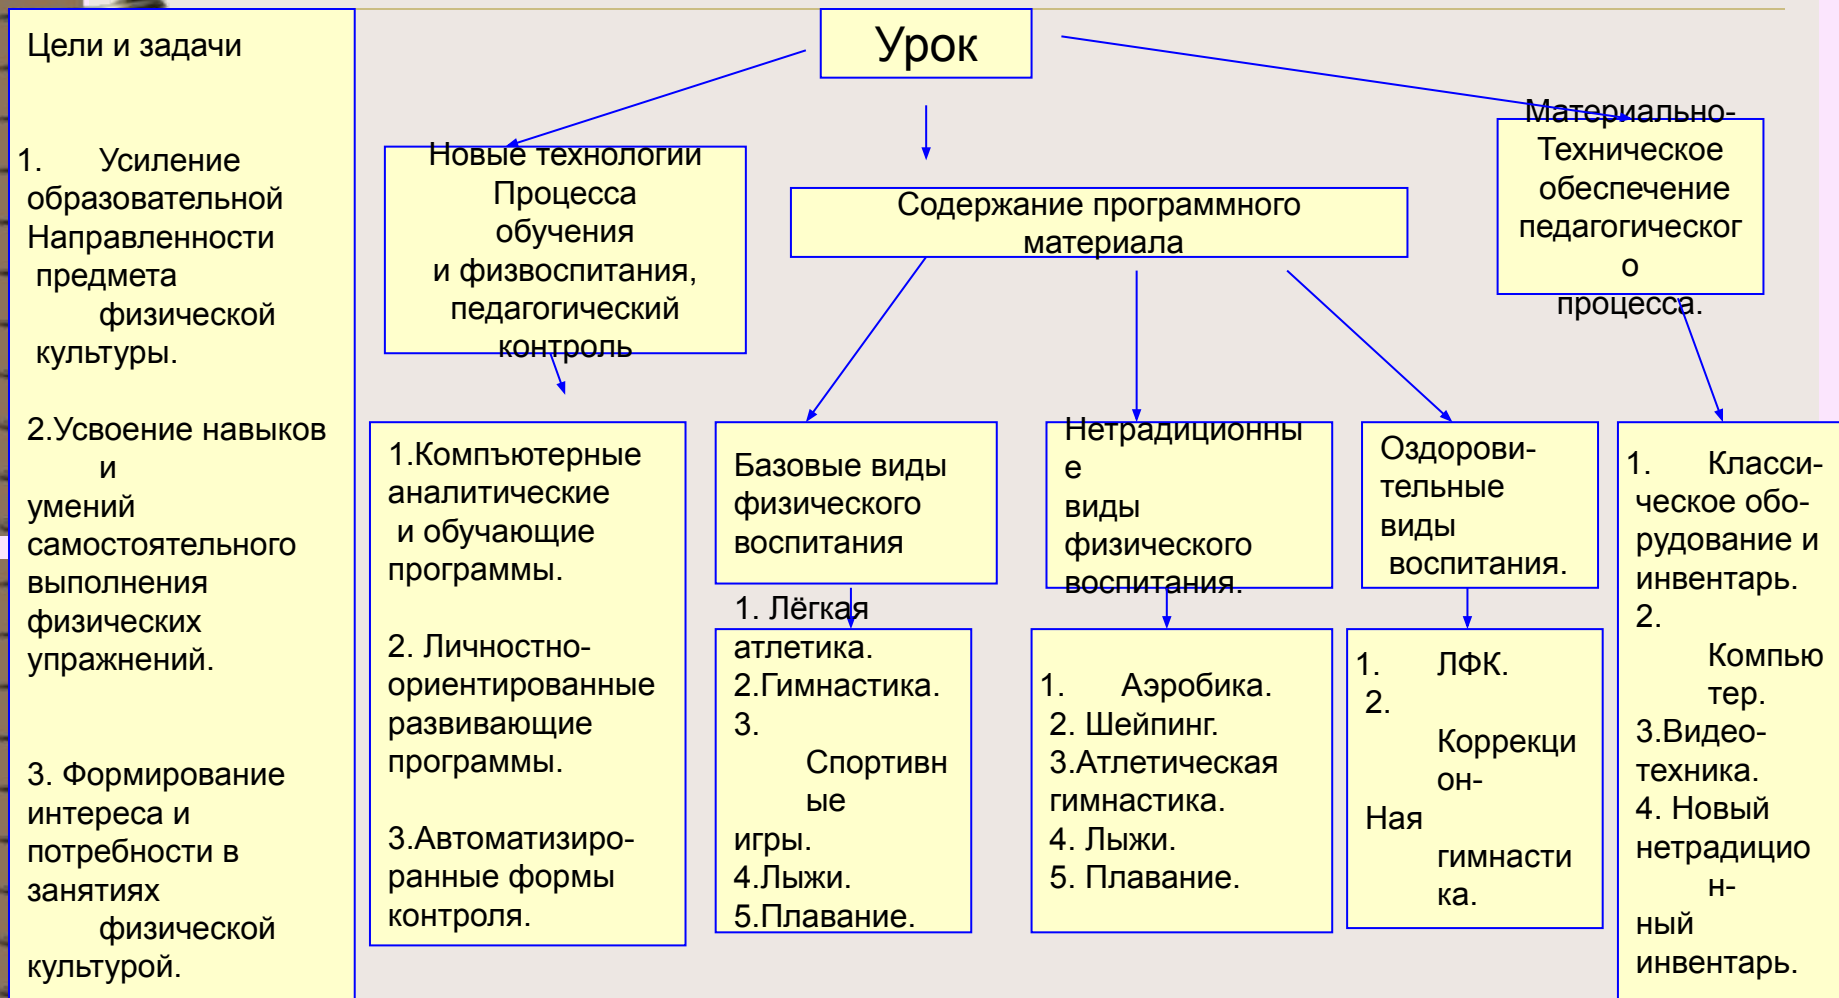 Цели и задачи
1. Усиление
образовательной
Направленности
предмета
физической
культуры.
2.Усвоение навыков
и
умений
самостоятельного
выполнения
физических
упражнений.
3. Формирование
интереса и
потребности в
занятиях
физической
культурой.
Урок
Новые технологии
Процесса
обучения
и физвоспитания,
педагогический
контроль
Содержание программного
материала
Материально-
Техническое
обеспечение
педагогическог
о
процесса.
1.Компъютерные
аналитические
и обучающие
программы.
2. Личностно-
ориентированные
развивающие
программы.
3.Автоматизиро-
ранные формы
контроля.
Базовые виды
физического
воспитания
1. Лёгкая
атлетика.
2.Гимнастика.
3.
Спортивн
ые
игры.
4.Лыжи.
5.Плавание.
Нетрадиционны
е
виды
физического
воспитания.
1. Аэробика.
2. Шейпинг.
3.Атлетическая
гимнастика.
4. Лыжи.
5. Плавание.
Оздорови-
тельные
виды
воспитания.
1. ЛФК.
2.
Коррекци
он-
Ная
гимнасти
ка.
1. Класси-
ческое обо-
рудование и
инвентарь.
2.
Компью
тер.
3.Видео-
техника.
4. Новый
нетрадицио
н-
ный
инвентарь.